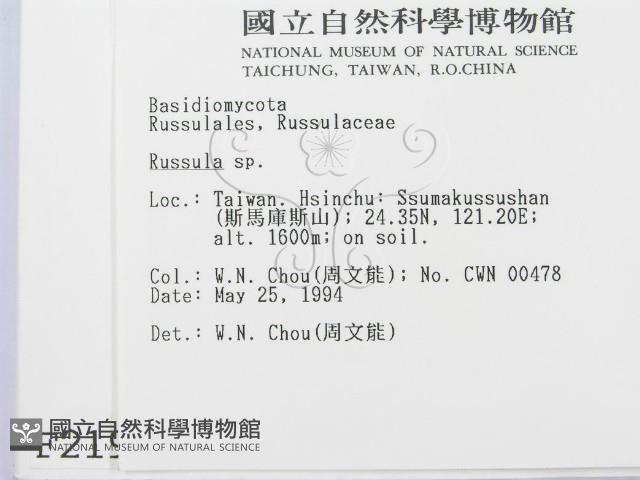 國立自然科學博物館
NATIONAL MUSEUM OF NATURAL SCIENCE
TAICHUNG, TAIWAN, R.O.CHINA
Basidiomycota
Russulales, Russulaceae
Russula sp.
Loc.: Taiwan. Hsinchu: Ssumakussushan
(斯馬庫斯山); 24.35N, 121.20E;
alt. 1600m; on soil.
Col.: W.N. Chou(周文能); No. CWN 00478
Date: May 25, 1994
Det.: W.N. Chou(周文能)
國立自然科學博物館
NATIONAL MUSEUM OF NATURAL SCIENCE